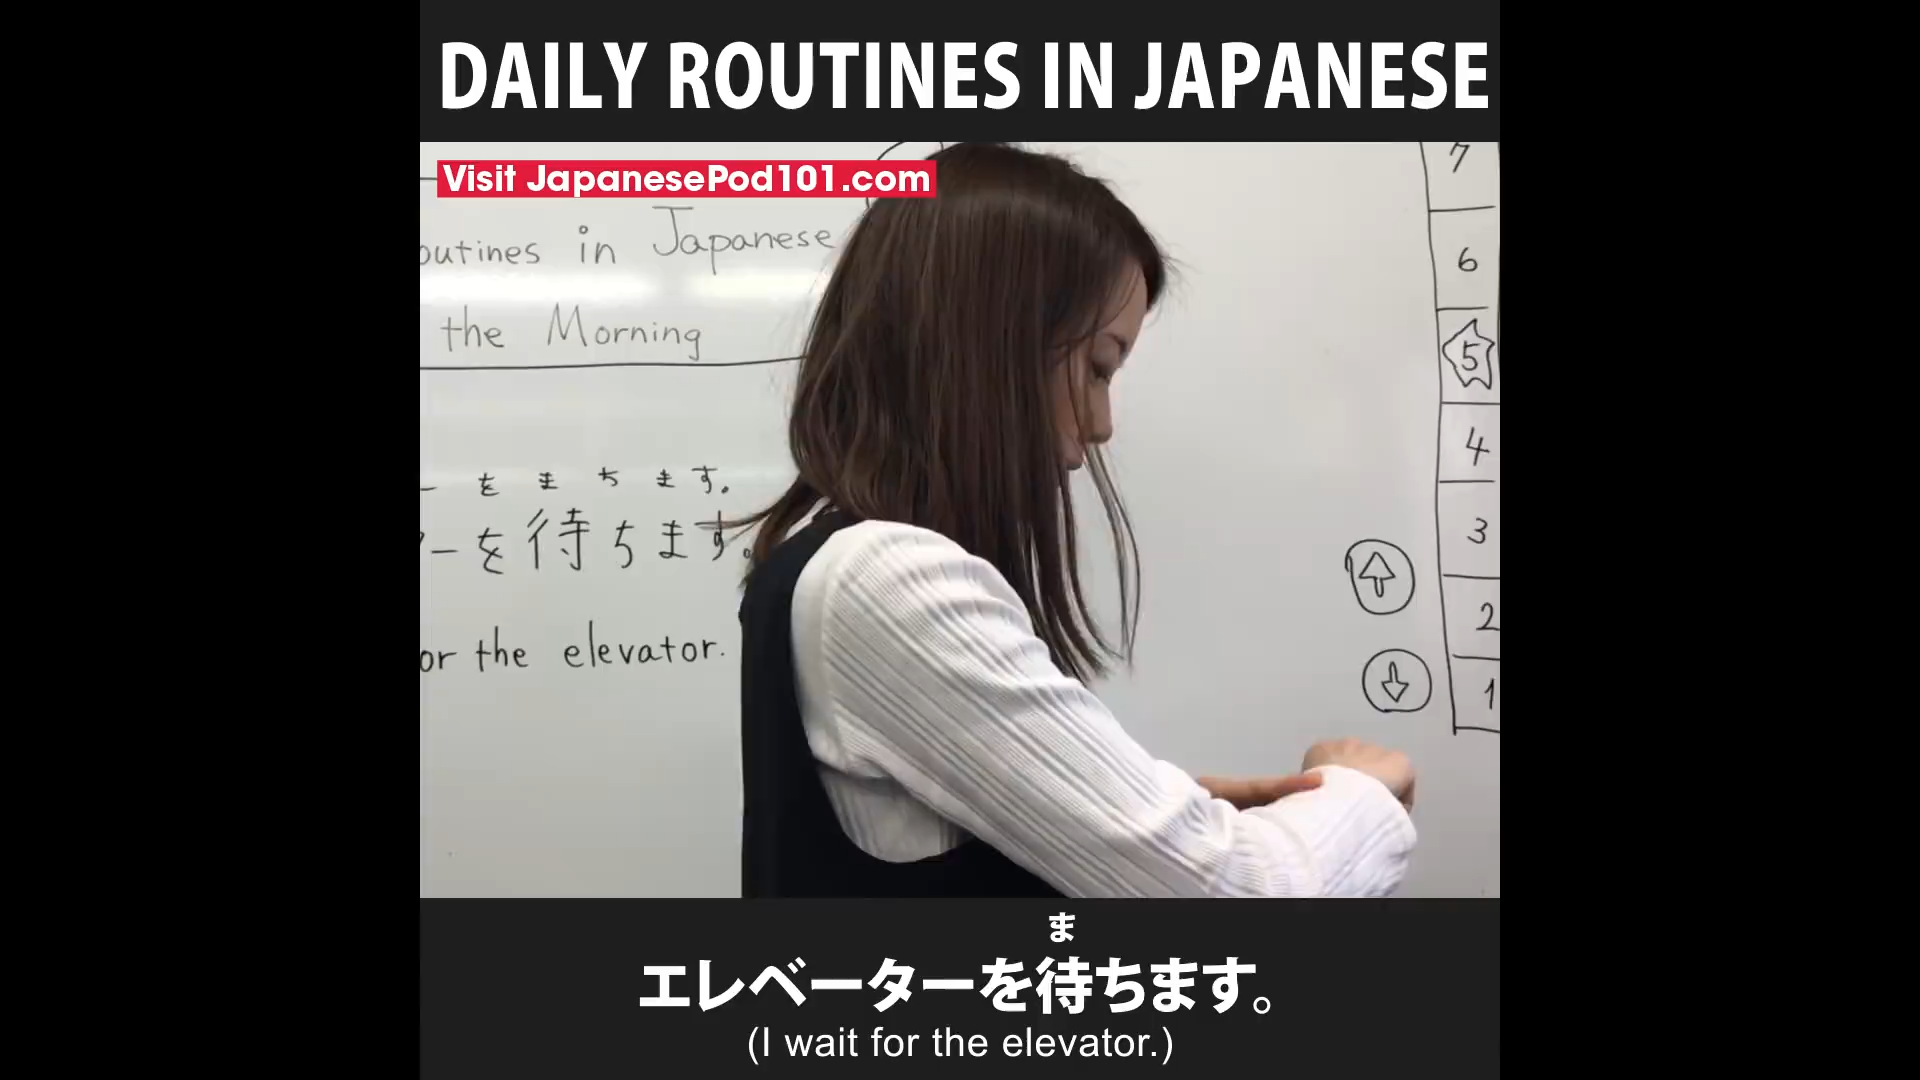 DAILY ROUTINES IN JAPANESE
Visit JapanesePod101.com
outines in Japanese
the Morning
ー を ま ち ま す。
ーを待ちます。
or the elevator.
7
6
5
4
3
2
1
ま
エレベーターを待ちます。
(I wait for the elevator.)